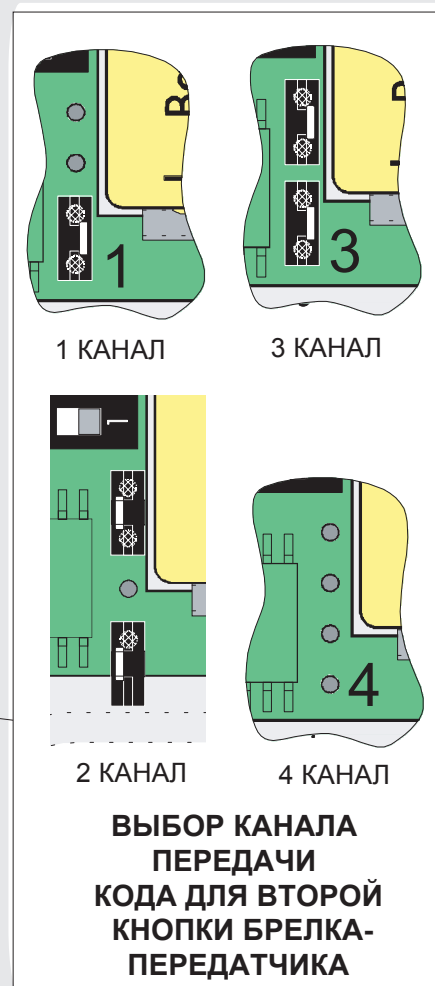 1
1 КАНАЛ
3
3 КАНАЛ
1
2 КАНАЛ
4
4 КАНАЛ
ВЫБОР КАНАЛА
ПЕРЕДАЧИ
КОДА ДЛЯ ВТОРОЙ
КНОПКИ БРЕЛКА-
ПЕРЕДАТЧИКА